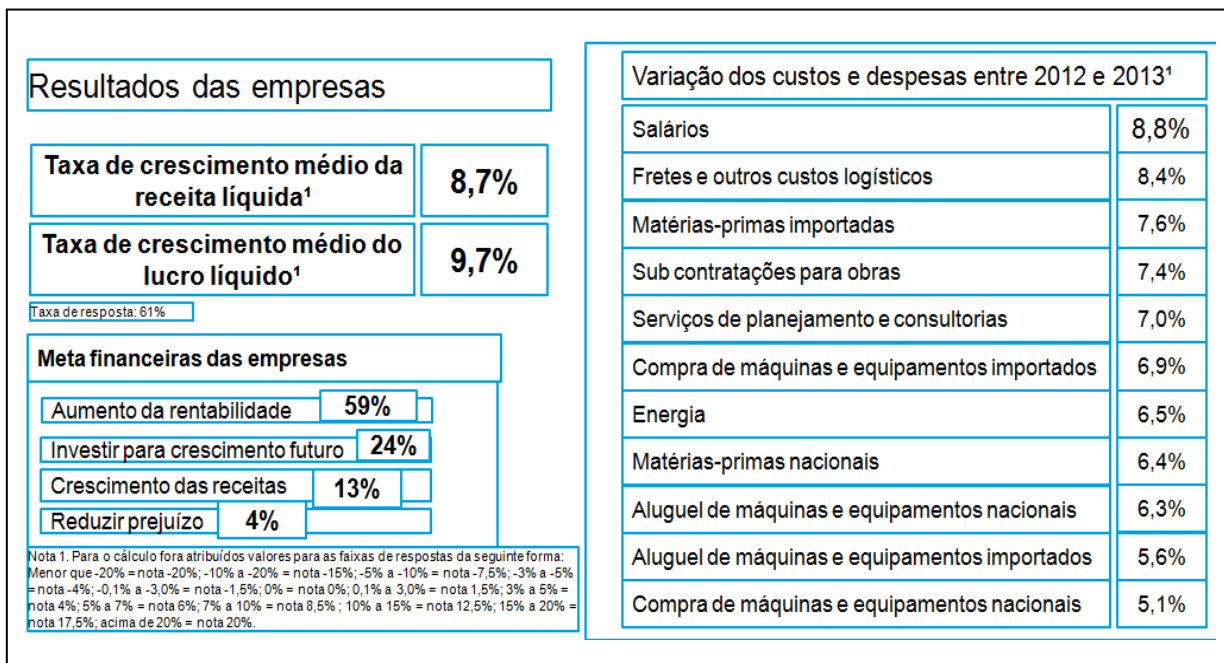 Resultados das empresas
Taxa de crescimento médio da
receita líquida¹
8,7%
Taxa de crescimento médio do
lucro líquido¹
9,7%
Taxa de resposta: 61%
Meta financeiras das empresas
Aumento da rentabilidade 59%
Investir para crescimento futuro 24%
Crescimento das receitas 13%
Reduzir prejuízo 4%
Nota 1. Para o cálculo fora atribuídos valores para as faixas de respostas da seguinte forma:
Menor que -20% = nota -20%; -10% a -20% = nota -15%; -5% a -10% = nota -7,5%; -3% a -5%
= nota -4%; -0,1% a -3,0% = nota -1,5%; 0% = nota 0%; 0,1% a 3,0% = nota 1,5%; 3% a 5% =
nota 4%; 5% a 7% = nota 6%; 7% a 10% = nota 8,5% ; 10% a 15% = nota 12,5%; 15% a 20% =
nota 17,5%; acima de 20% = nota 20%.
Variação dos custos e despesas entre 2012 e 2013¹
Salários 8,8%
Fretes e outros custos logísticos 8,4%
Matérias-primas importadas 7,6%
Sub contratações para obras 7,4%
Serviços de planejamento e consultorias 7,0%
Compra de máquinas e equipamentos importados 6,9%
Energia 6,5%
Matérias-primas nacionais 6,4%
Aluguel de máquinas e equipamentos nacionais 6,3%
Aluguel de máquinas e equipamentos importados 5,6%
Compra de máquinas e equipamentos nacionais 5,1%